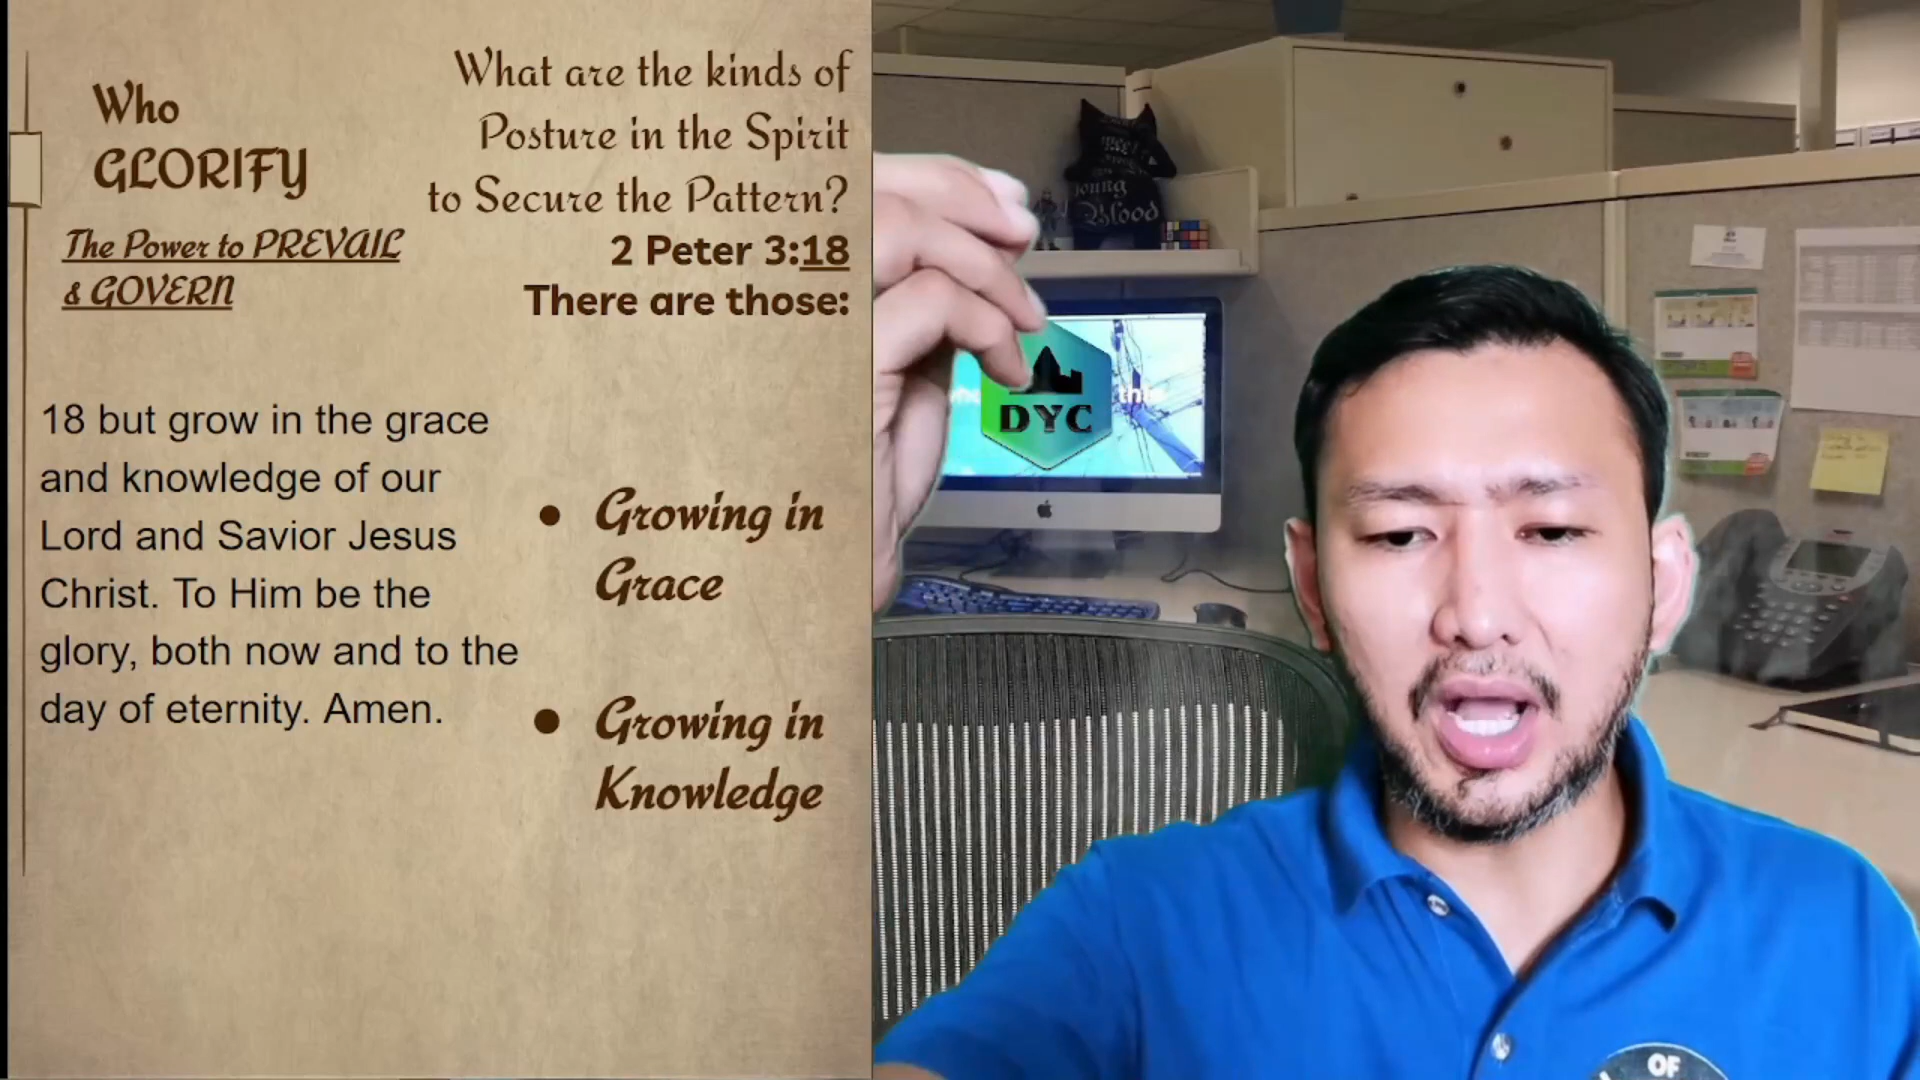 Who
GLORIFY
The Power to PREVAIL
& GOVERN
What are the kinds of
Posture in the Spirit
to Secure the Pattern?
2 Peter 3:18
There are those:
18 but grow in the grace
and knowledge of our
Lord and Savior Jesus
Christ. To Him be the
glory, both now and to the
day of eternity. Amen.
• Growing in
Grace
• Growing in
Knowledge
Young
Blood
DYC
OF